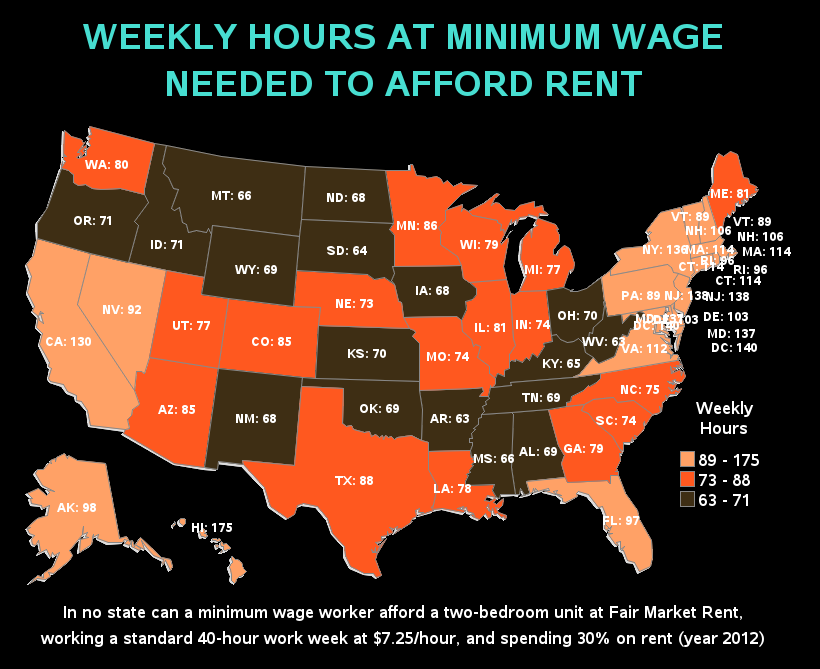 WEEKLY HOURS AT MINIMUM WAGE
NEEDED TO AFFORD RENT
WA: 80
MT: 66
ND: 68
OR: 71
ID: 71
MN: 86
SD: 64
WI: 79
WY: 69
MI: 77
ME: 81
VT: 89
VT: 89
NH: 106
NH: 106
NY: 136
MA: 114
MA: 114
RI: 96
RI: 96
CT: 114
CT: 114
NV: 92
IA: 68
NE: 73
PA: 89
NJ: 138
NJ: 138
CA: 130
UT: 77
CO: 85
IL: 81
IN: 74
OH: 70
DE: 103
MD: 137
DC: 140
DC: 140
KS: 70
MO: 74
WV: 63
VA: 112
KY: 65
AZ: 85
NM: 68
OK: 69
AR: 63
TN: 69
NC: 75
SC: 74
MS: 66
AL: 69
GA: 79
TX: 88
LA: 78
FL: 97
AK: 98
HI: 175
Weekly
Hours
89 - 175
73 - 88
63 - 71
In no state can a minimum wage worker afford a two-bedroom unit at Fair Market Rent,
working a standard 40-hour work week at $7.25/hour, and spending 30% on rent (year 2012)